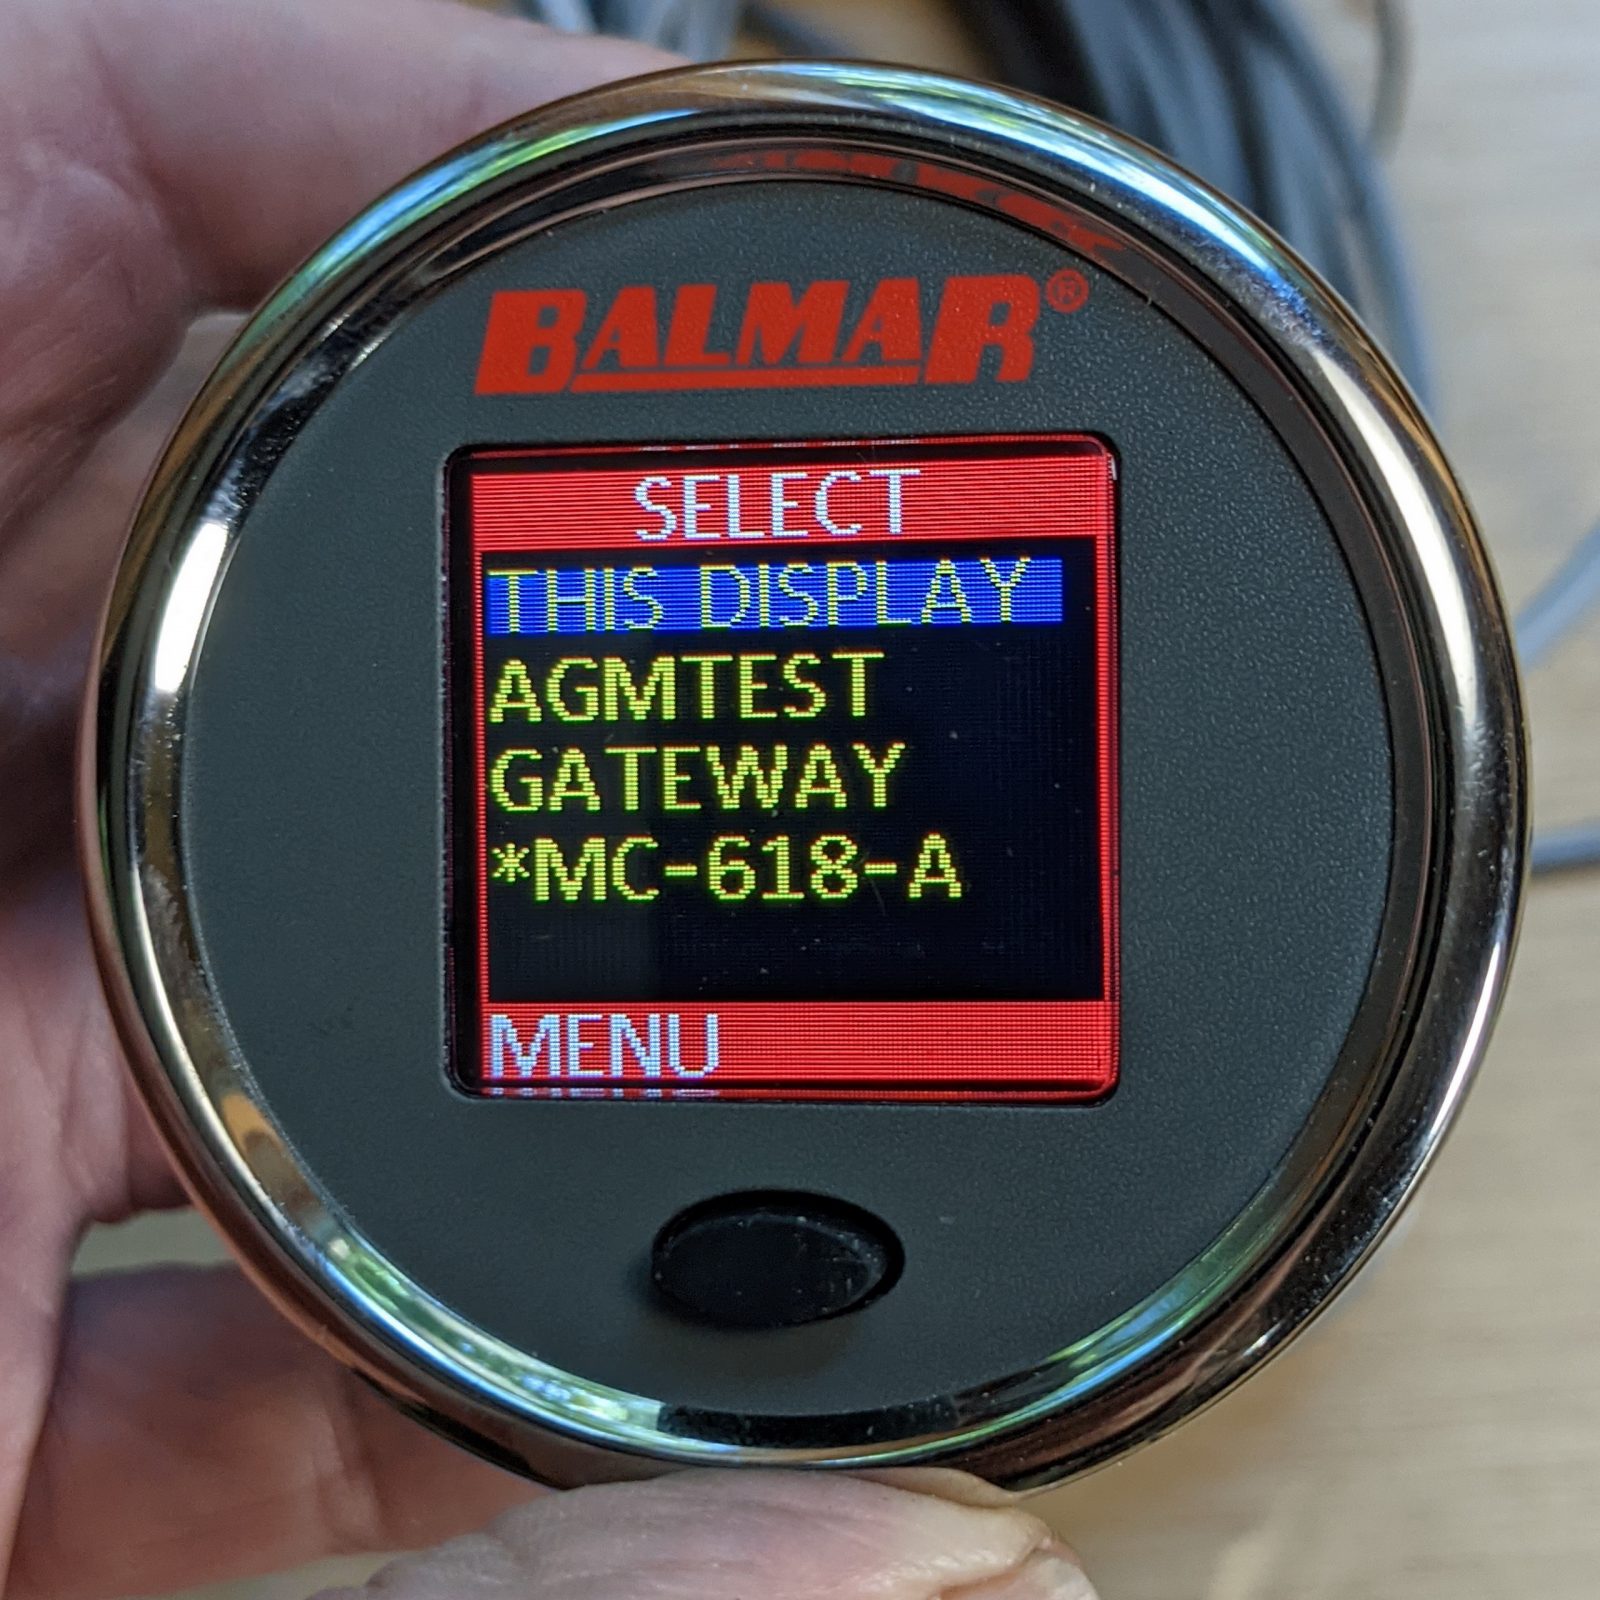 BALMAR®
SELECT
THIS DISPLAY
AGMTEST
GATEWAY
*MC-618-A
MENU